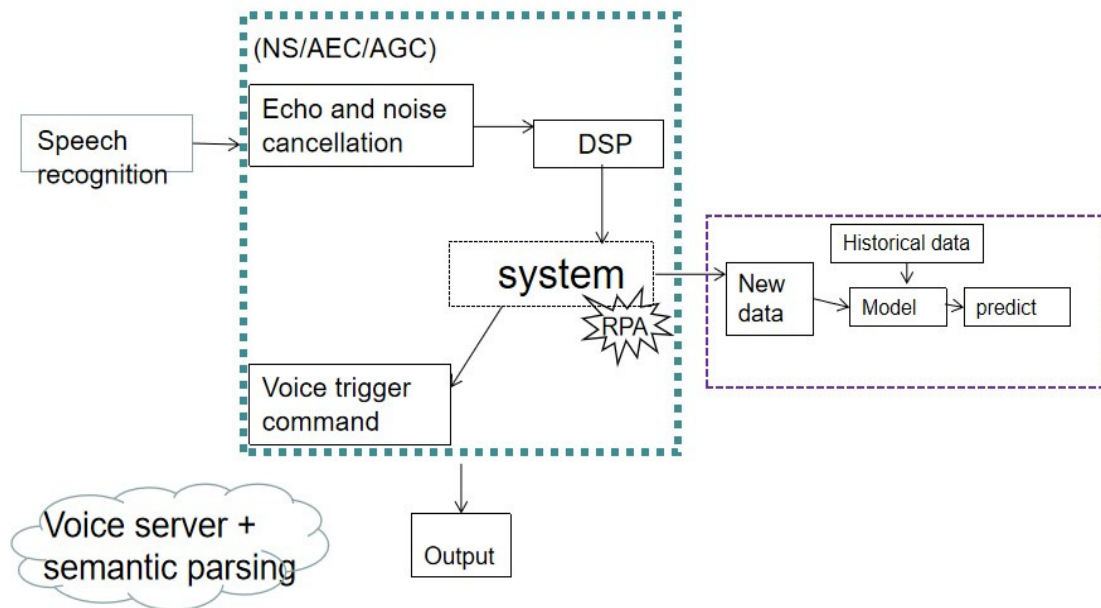 (NS/AEC/AGC)
Echo and noise
cancellation
Speech
recognition
DSP
system
RPA
Historical data
New
data
Model
predict
Voice trigger
command
Voice server +
semantic parsing
Output